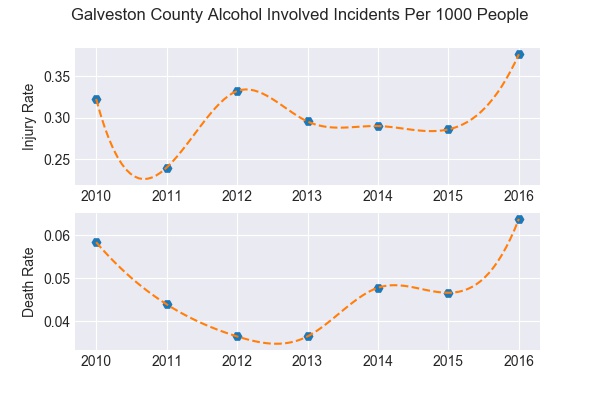 Galveston County Alcohol Involved Incidents Per 1000 People
Injury Rate
0.35
0.30
0.25
2010 2011 2012 2013 2014 2015 2016
Death Rate
0.06
0.05
0.04
2010 2011 2012 2013 2014 2015 2016